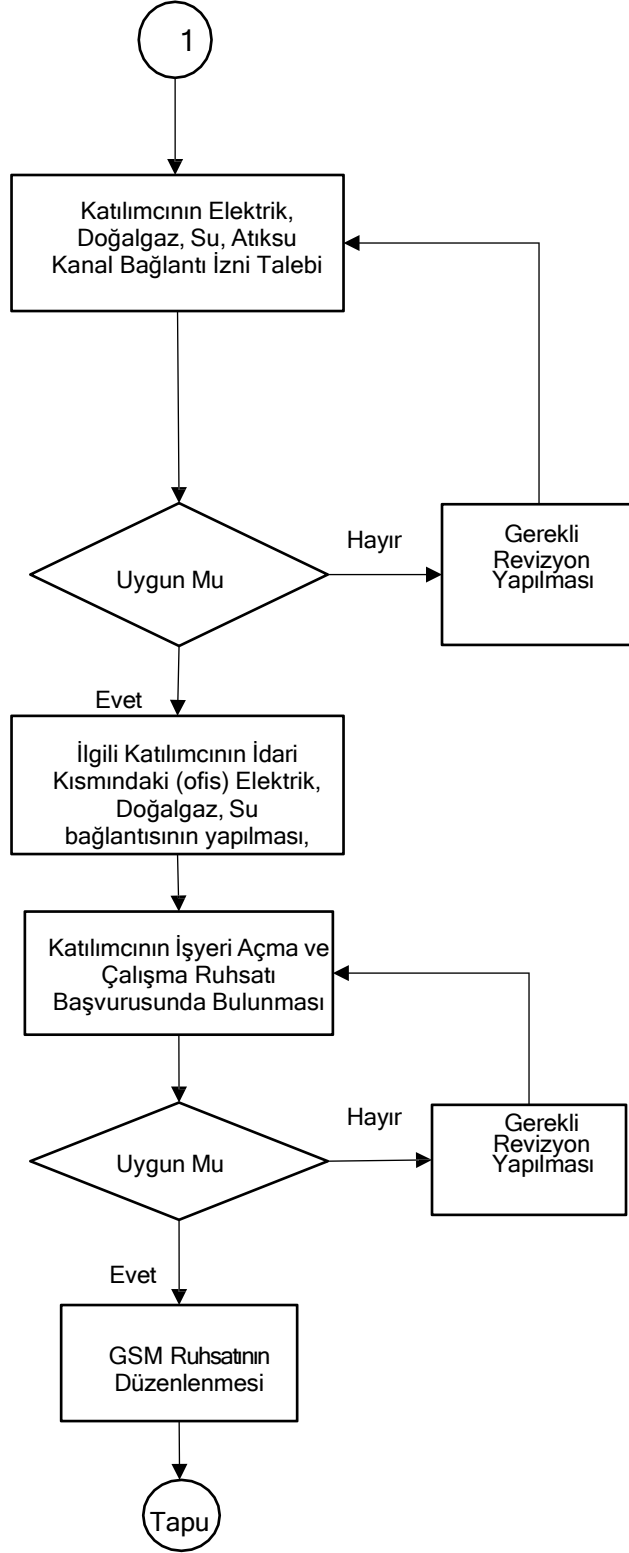 1
Katılımcının Elektrik,
Doğalgaz, Su, Atıksu
Kanal Bağlantı İzni Talebi
Uygun Mu
Hayır
Gerekli
Revizyon
Yapılması
Evet
İlgili Katılımcının İdari
Kısmındaki (ofis) Elektrik,
Doğalgaz, Su
bağlantısının yapılması,
Katılımcının İşyeri Açma ve
Çalışma Ruhsatı
Başvurusunda Bulunması
Uygun Mu
Hayır
Gerekli
Revizyon
Yapılması
Evet
GSM Ruhsatının
Düzenlenmesi
Tapu